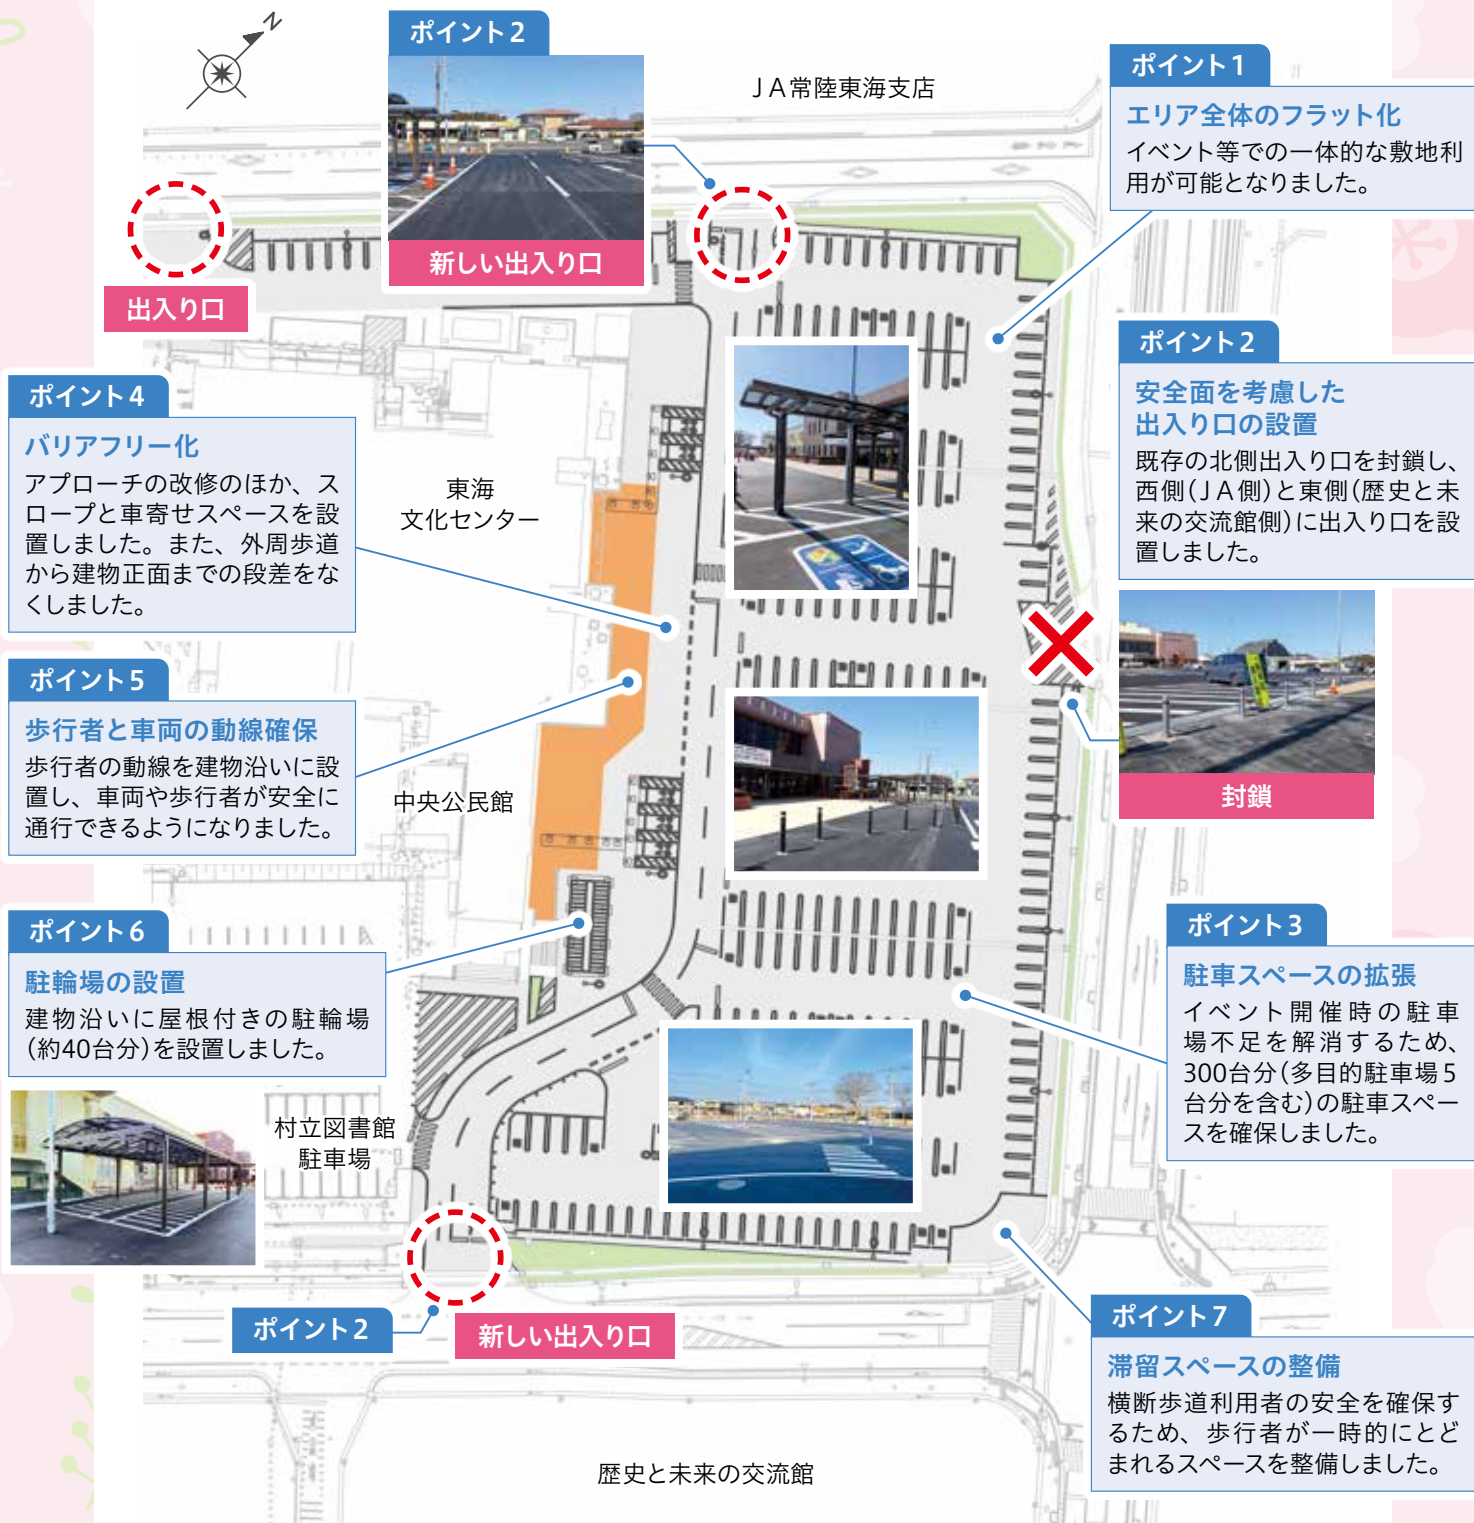 N
ポイント2
新しい出入り口
JA常陸東海支店
ポイント1
エリア全体のフラット化
イベント等での一体的な敷地利
用が可能となりました。
出入り口
ポイント2
安全面を考慮した
出入り口の設置
既存の北側出入り口を封鎖し、
西側(JA側)と東側(歴史と未
来の交流館側)に出入り口を設
置しました。
封鎖
ポイント4
バリアフリー化
アプローチの改修のほか、ス
ロープと車寄せスペースを設
置しました。また、外周歩道
から建物正面までの段差をな
くしました。
東海
文化センター
ポイント5
歩行者と車両の動線確保
歩行者の動線を建物沿いに設
置し、車両や歩行者が安全に
通行できるようになりました。
中央公民館
ポイント6
駐輪場の設置
建物沿いに屋根付きの駐輪場
(約40台分)を設置しました。
ポイント3
駐車スペースの拡張
イベント開催時の駐車
場不足を解消するため、
300台分(多目的駐車場5
台分を含む)の駐車スペー
スを確保しました。
村立図書館
駐車場
ポイント2
新しい出入り口
ポイント7
滞留スペースの整備
横断歩道利用者の安全を確保す
るため、歩行者が一時的にとど
まれるスペースを整備しました。
歴史と未来の交流館